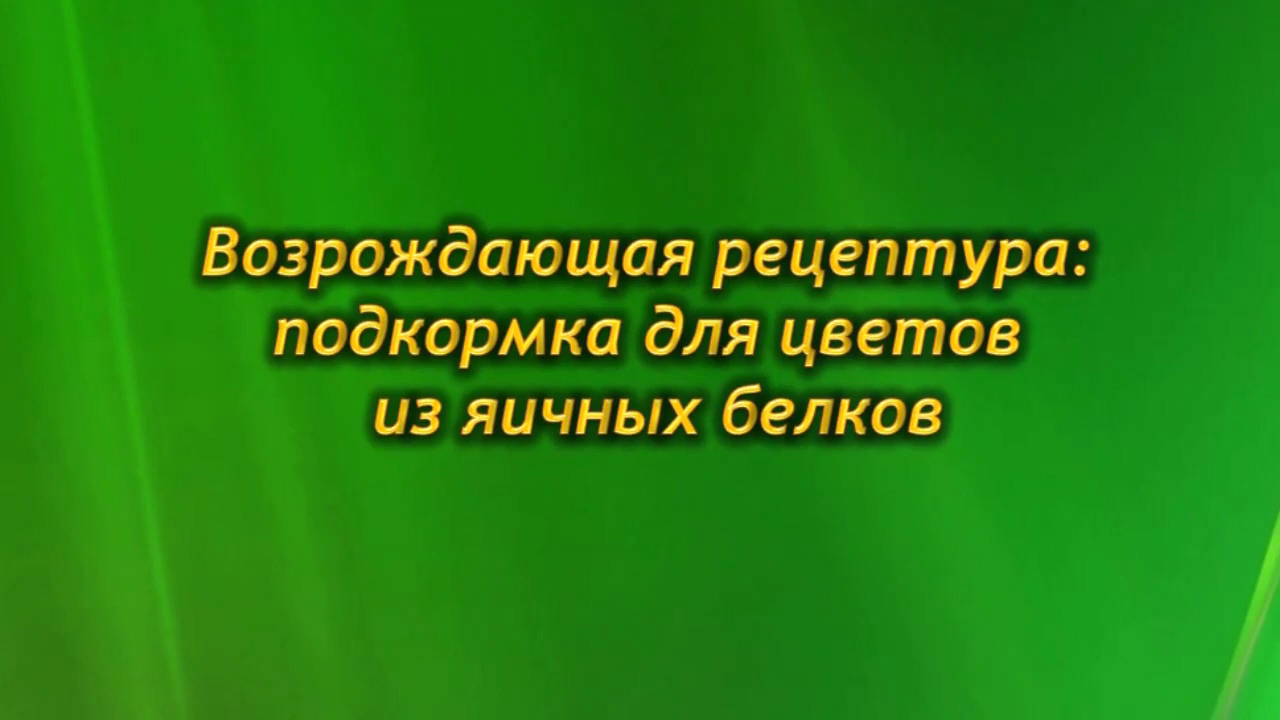 Возрождающая рецептура:
подкормка для цветов
из яичных белков